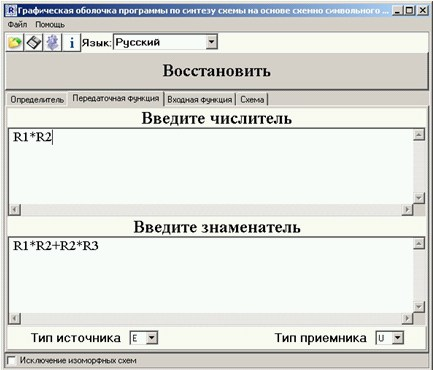 Графическая оболочка программы по синтезу схемы на основе схемно символьного ...
Файл Помощь
Язык: Русский
Восстановить
Определитель Передаточная функция Входная функция Схема
Введите числитель
R1*R2
Введите знаменатель
R1*R2+R2*R3
Тип источника E Тип приемника U
Исключение изоморфных схем